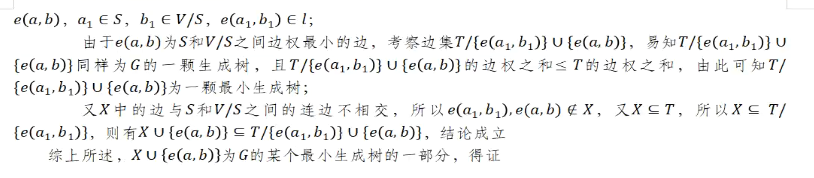 e(a,b)，a₁ ∈ S，b₁ ∈ V/S，e(a₁,b₁) ∈ l；
由于e(a,b)为S和V/S之间边权最小的边，考察边集T/{e(a₁,b₁)} ∪ {e(a,b)}，易知T/{e(a₁,b₁)} ∪
{e(a,b)}同样为G的一颗生成树，且T/{e(a₁,b₁)} ∪ {e(a,b)}的边权之和≤ T的边权之和，由此可知T/
{e(a₁,b₁)} ∪ {e(a,b)}为一颗最小生成树；
又X中的边与S和V/S之间的连边不相交，所以e(a₁,b₁),e(a,b) ∉ X，又X ⊆ T，所以X ⊆ T/
{e(a₁,b₁)}，则有X ∪ {e(a,b)} ⊆ T/{e(a₁,b₁)} ∪ {e(a,b)}，结论成立
综上所述，X ∪ {e(a,b)}为G的某个最小生成树的一部分，得证